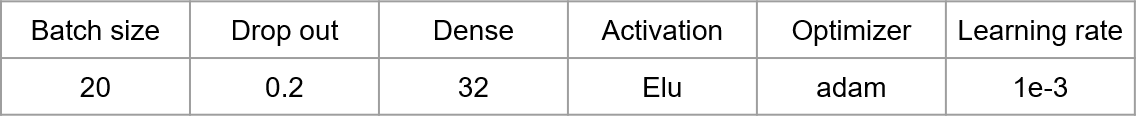 Batch size Drop out Dense Activation Optimizer Learning rate
20 0.2 32 Elu adam 1e-3